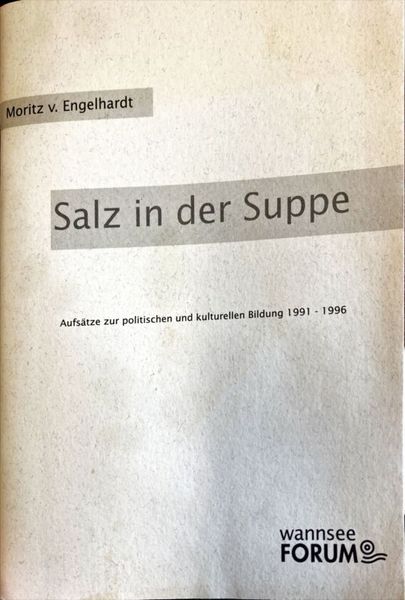 Moritz v. Engelhardt
Salz in der Suppe
Aufsätze zur politischen und kulturellen Bildung 1991 - 1996
wannsee
FORUM